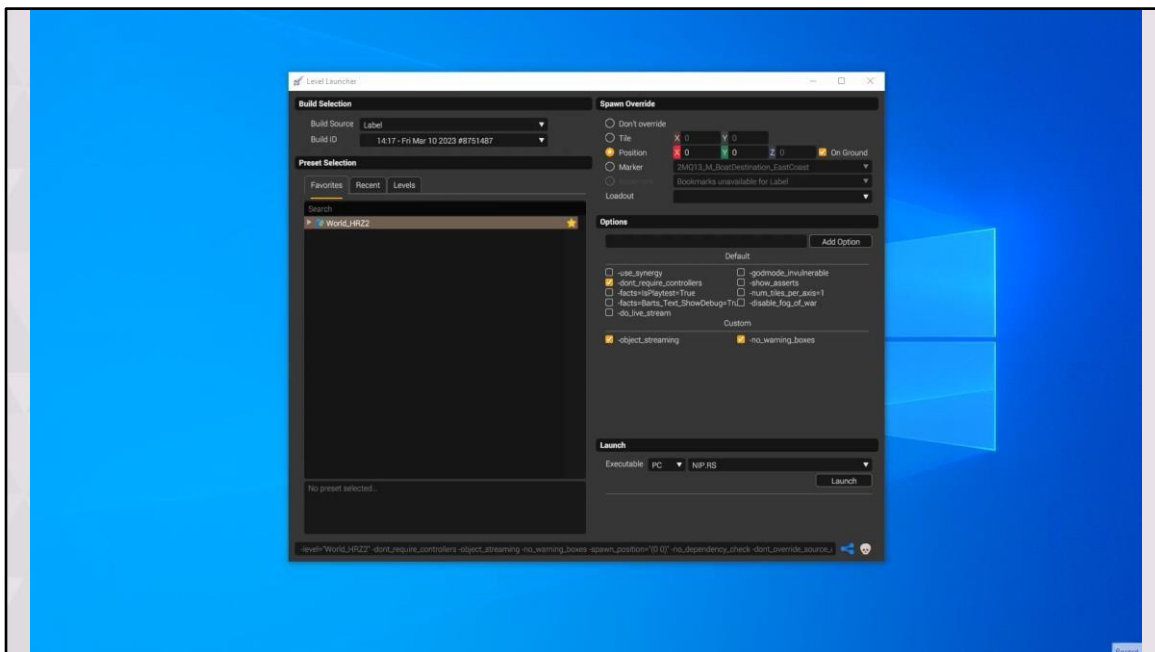 Level Launcher
Build Selection
Build Source Label
Build ID 14:17 - Fri Mar 10 2023 #8751487
Preset Selection
Favorites Recent Levels
Search
World_HRZ2
No preset selected...
Spawn Override
Don't override
Tile X 0 Y 0
Position X 0 Y 0 Z 0 On Ground
Marker 2MQ13_M_BoatDestination_EastCoast
Bookmarks unavailable for Label
Loadout
Options
Add Option
Default
-use_synergy -godmode_invulnerable
-dont_require_controllers -show_asserts
-facts=IsPlaytest=True -num_tiles_per_axis=1
-facts=Barts_Text_ShowDebug=Tru -disable_fog_of_war
-do_live_stream
Custom
-object_streaming -no_warning_boxes
Launch
Executable PC NIP.RS
Launch
-level="World_HRZ2" -dont_require_controllers -object_streaming -no_warning_boxes -spawn_position="(0 0)" -no_dependency_check -dont_override_source_